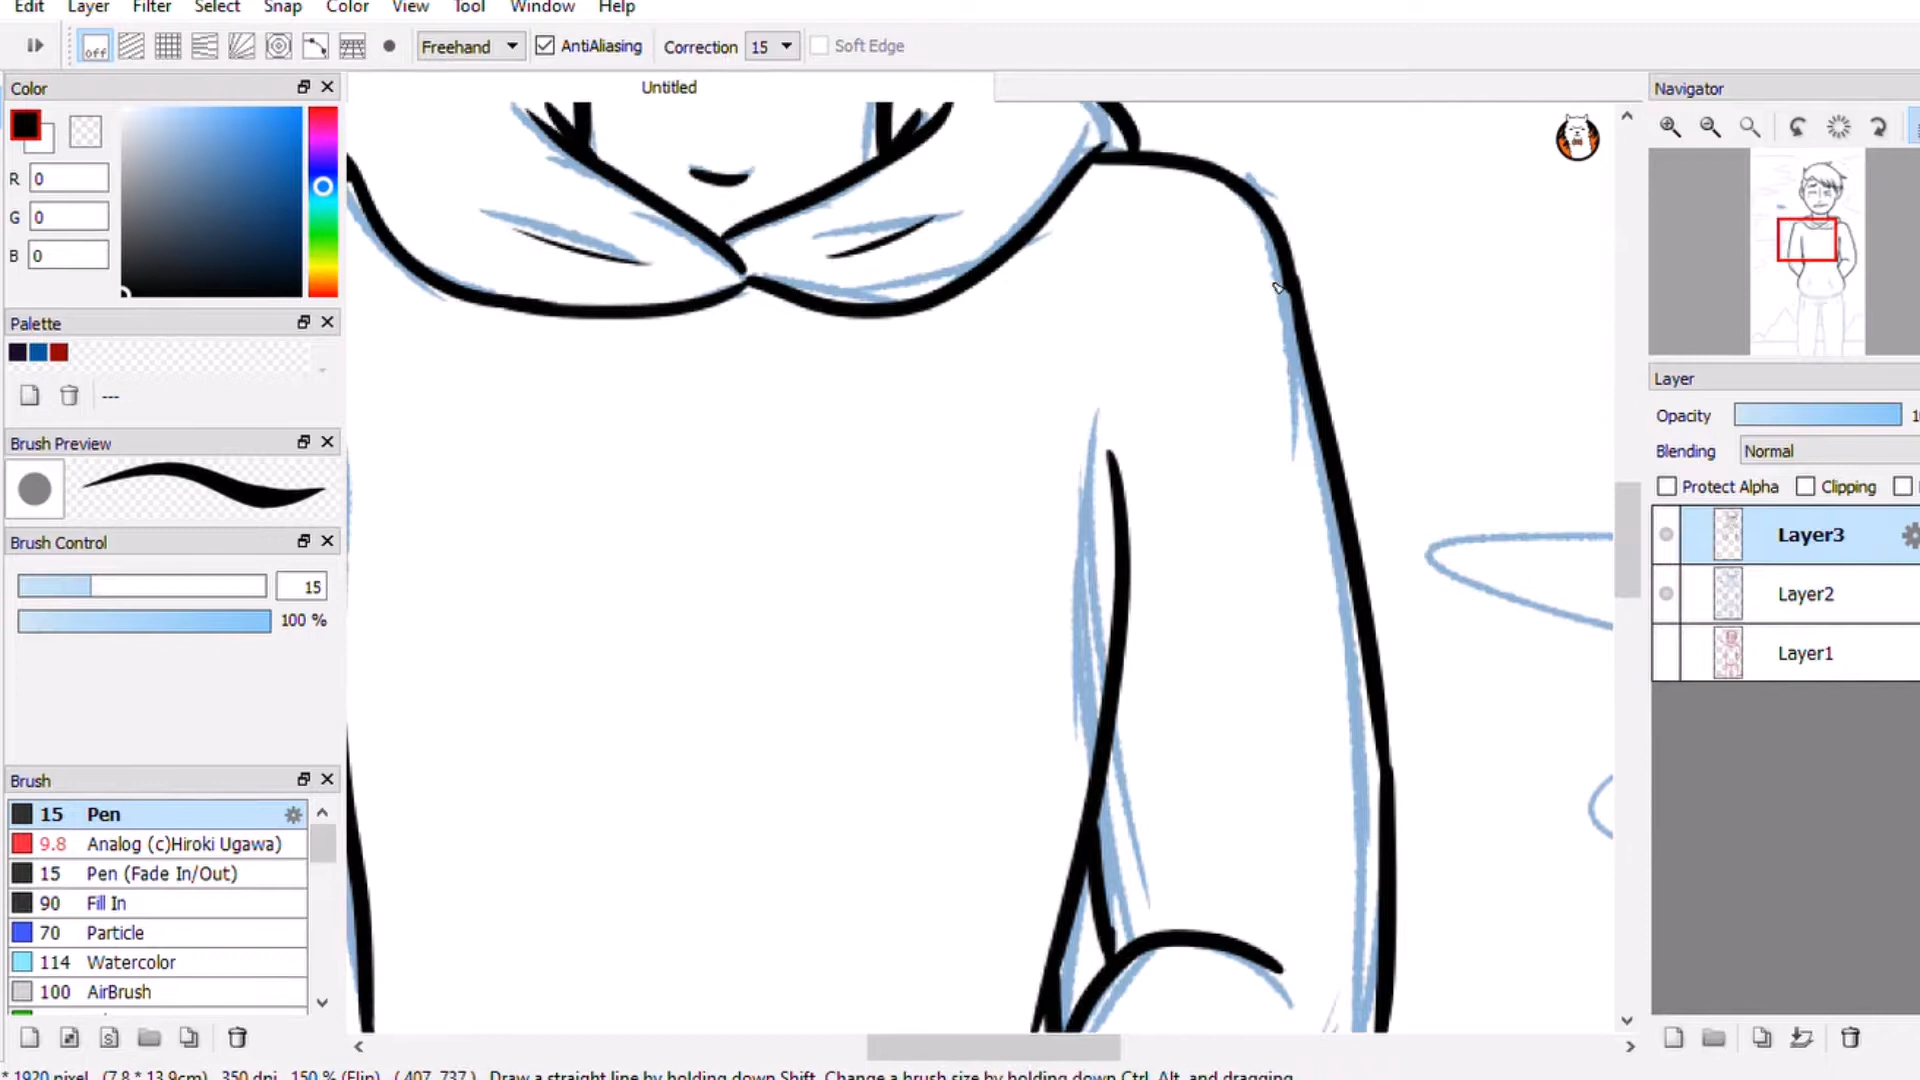 Edit Layer Filter Select Snap Color View Tool Window Help
off Freehand AntiAliasing Correction 15 Soft Edge
Color
Untitled
Navigator
R 0
G 0
B 0
Palette
---
Layer
Opacity
Blending Normal
Brush Preview
Protect Alpha Clipping
Brush Control
Layer3
15
Layer2
100 %
Layer1
Brush
15 Pen
9.8 Analog (c)Hiroki Ugawa)
15 Pen (Fade In/Out)
90 Fill In
70 Particle
114 Watercolor
100 AirBrush
* 1920 pixel (7.8 * 13.9cm) 350 dpi 150 % (Flip) (407, 737) Draw a straight line by holding down Shift, Change a brush size by holding down Ctrl, Alt, and dragging